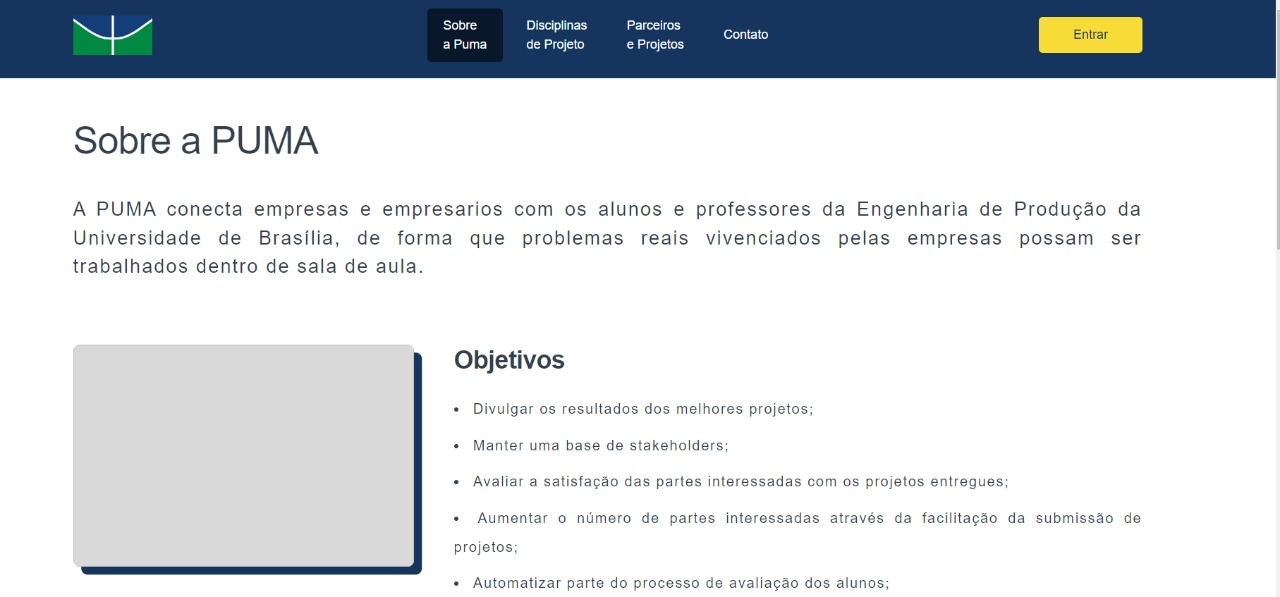 Sobre
a Puma
Disciplinas
de Projeto
Parceiros
e Projetos
Contato
Entrar
Sobre a PUMA
A PUMA conecta empresas e empresarios com os alunos e professores da Engenharia de Produção da
Universidade de Brasília, de forma que problemas reais vivenciados pelas empresas possam ser
trabalhados dentro de sala de aula.
Objetivos
• Divulgar os resultados dos melhores projetos;
• Manter uma base de stakeholders;
• Avaliar a satisfação das partes interessadas com os projetos entregues;
• Aumentar o número de partes interessadas através da facilitação da submissão de
projetos;
• Automatizar parte do processo de avaliação dos alunos;